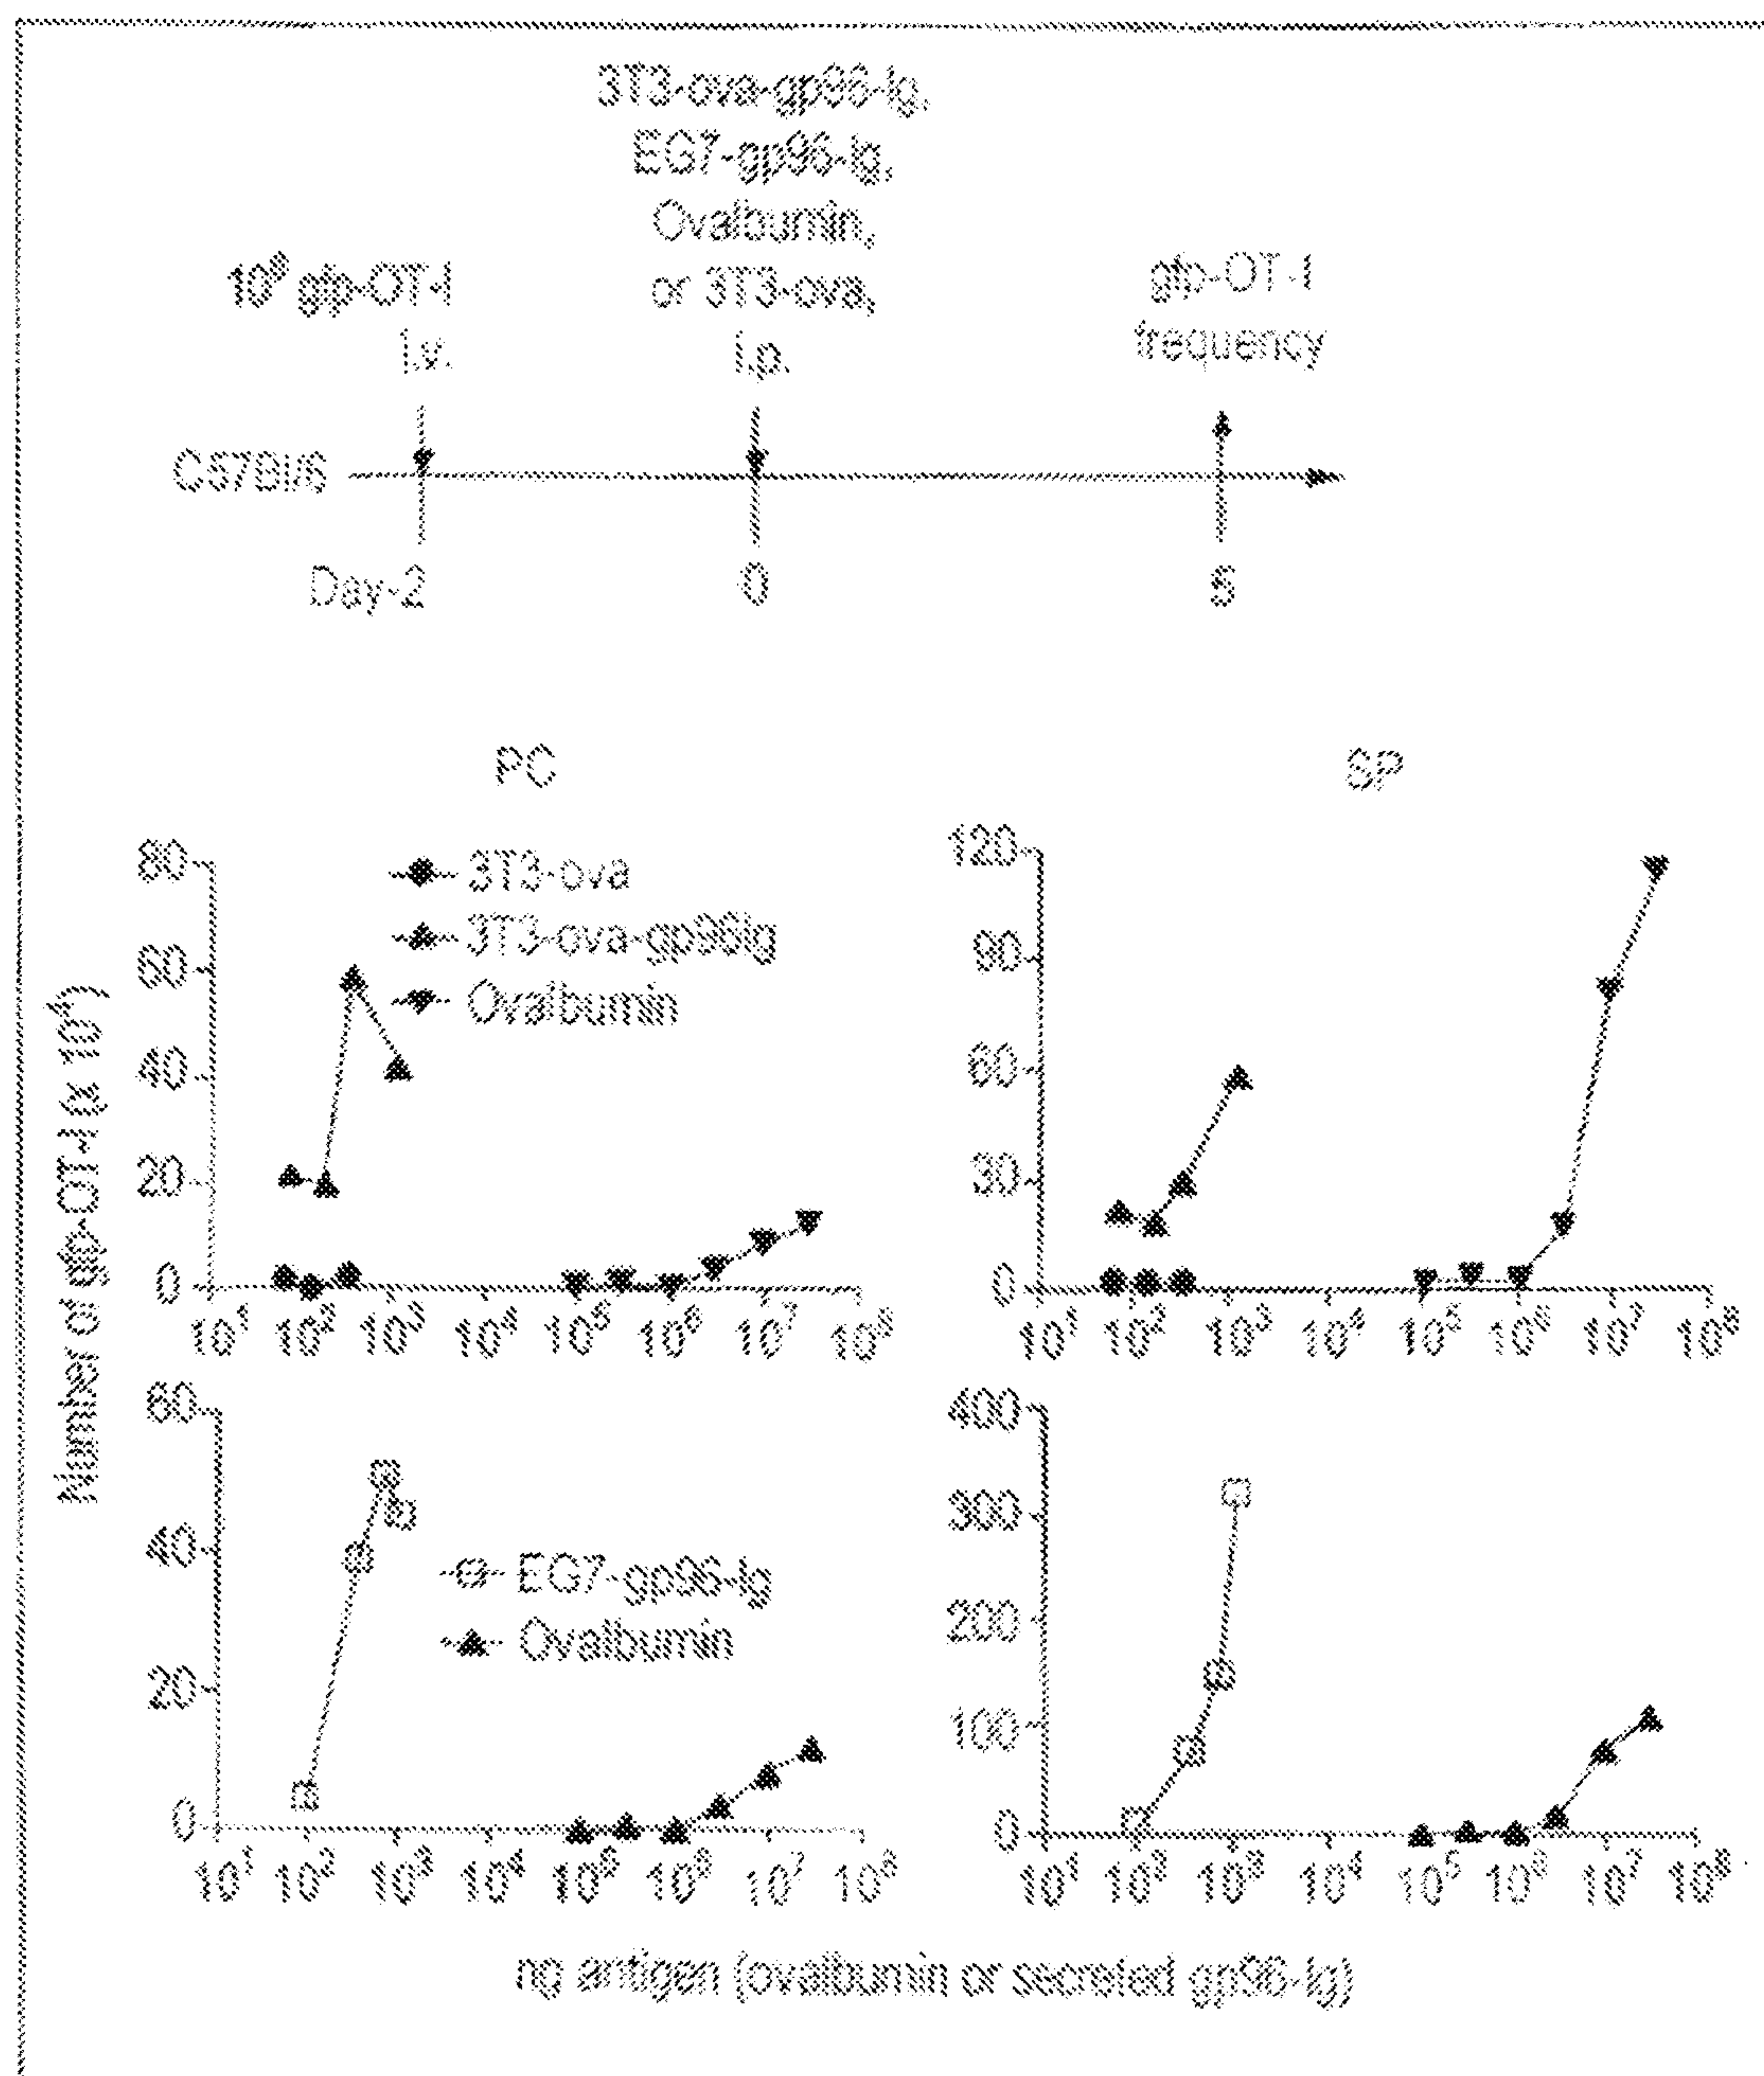 3T3-ova-gp96-Ig,
EG7-gp96-Ig,
Ovalbumin,
or 3T3-ova,
i.p.
gfp-OT-I
i.v.
gfp-OT-I
frequency
C57Bl/6
Day-2 0 5
PC SP
Number of gfp-OT-I (x 10⁴)
80
60
40
20
0
3T3-ova
3T3-ova-gp96Ig
Ovalbumin
10¹ 10² 10³ 10⁴ 10⁵ 10⁶ 10⁷ 10⁸
120
90
60
30
0
10¹ 10² 10³ 10⁴ 10⁵ 10⁶ 10⁷ 10⁸
60
40
20
0
EG7-gp96-Ig
Ovalbumin
10¹ 10² 10³ 10⁴ 10⁶ 10⁷ 10⁸
400
300
200
100
0
10¹ 10² 10³ 10⁴ 10⁵ 10⁶ 10⁷ 10⁸
ng antigen (ovalbumin or secreted gp96-Ig)